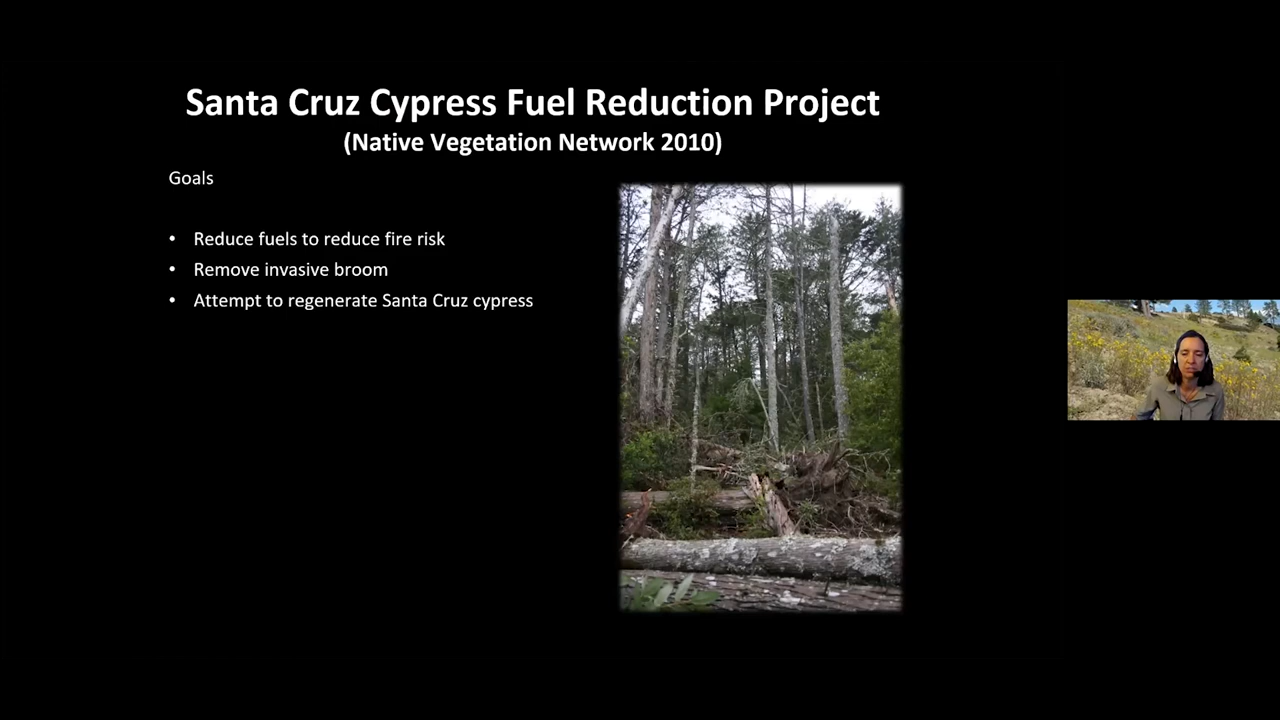 Santa Cruz Cypress Fuel Reduction Project
(Native Vegetation Network 2010)
Goals
• Reduce fuels to reduce fire risk
• Remove invasive broom
• Attempt to regenerate Santa Cruz cypress